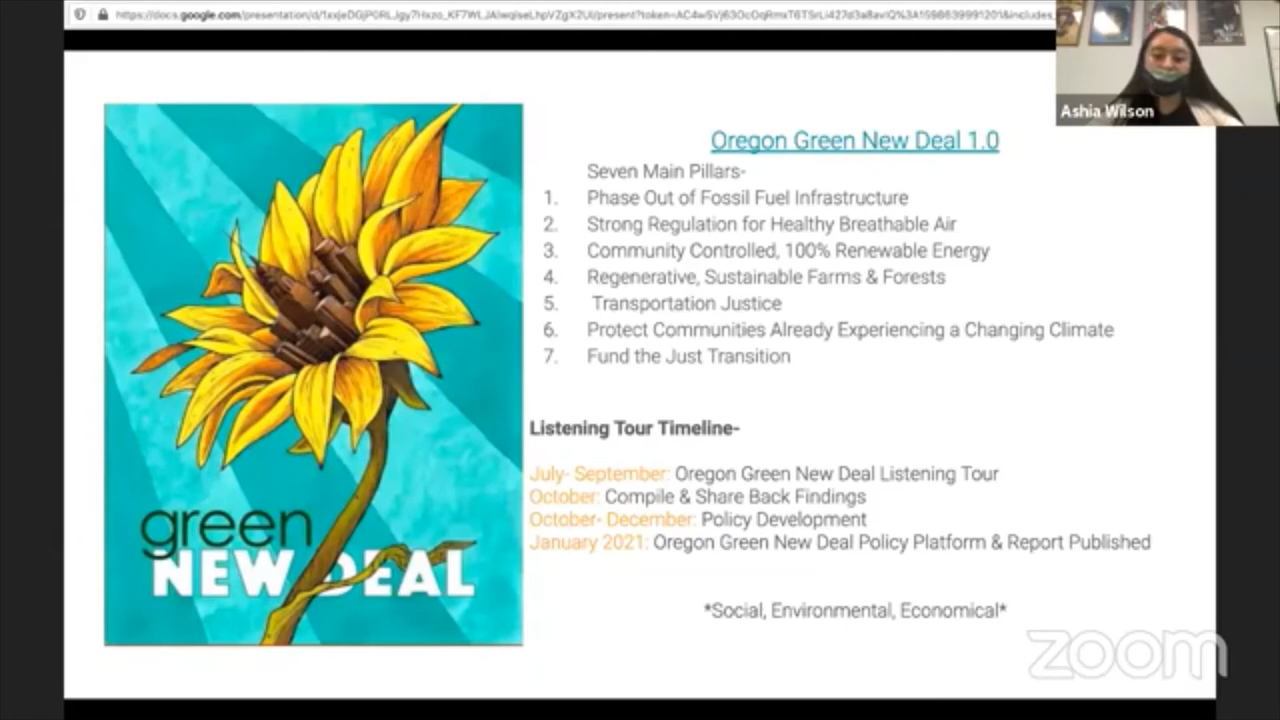 Ashia Wilson
Oregon Green New Deal 1.0
Seven Main Pillars-
1. Phase Out of Fossil Fuel Infrastructure
2. Strong Regulation for Healthy Breathable Air
3. Community Controlled, 100% Renewable Energy
4. Regenerative, Sustainable Farms & Forests
5. Transportation Justice
6. Protect Communities Already Experiencing a Changing Climate
7. Fund the Just Transition
Listening Tour Timeline-
July- September: Oregon Green New Deal Listening Tour
October: Compile & Share Back Findings
October- December: Policy Development
January 2021: Oregon Green New Deal Policy Platform & Report Published
*Social, Environmental, Economical*
green
NEW DEAL
zoom